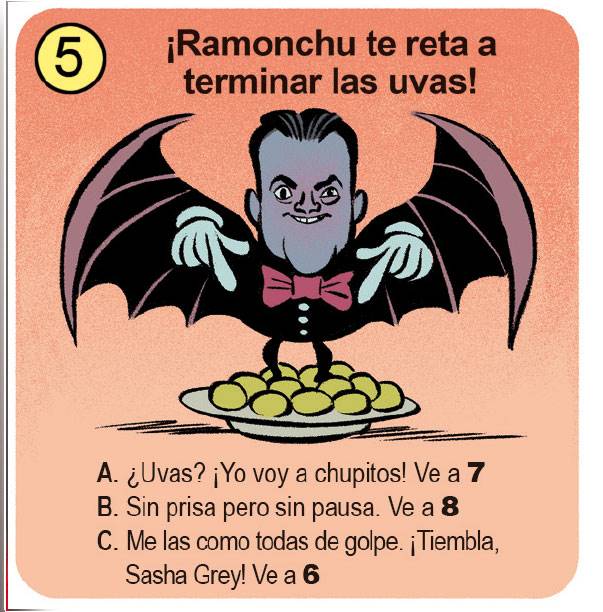 5
¡Ramonchu te reta a
terminar las uvas!
A. ¿Uvas? ¡Yo voy a chupitos! Ve a 7
B. Sin prisa pero sin pausa. Ve a 8
C. Me las como todas de golpe. ¡Tiembla,
Sasha Grey! Ve a 6